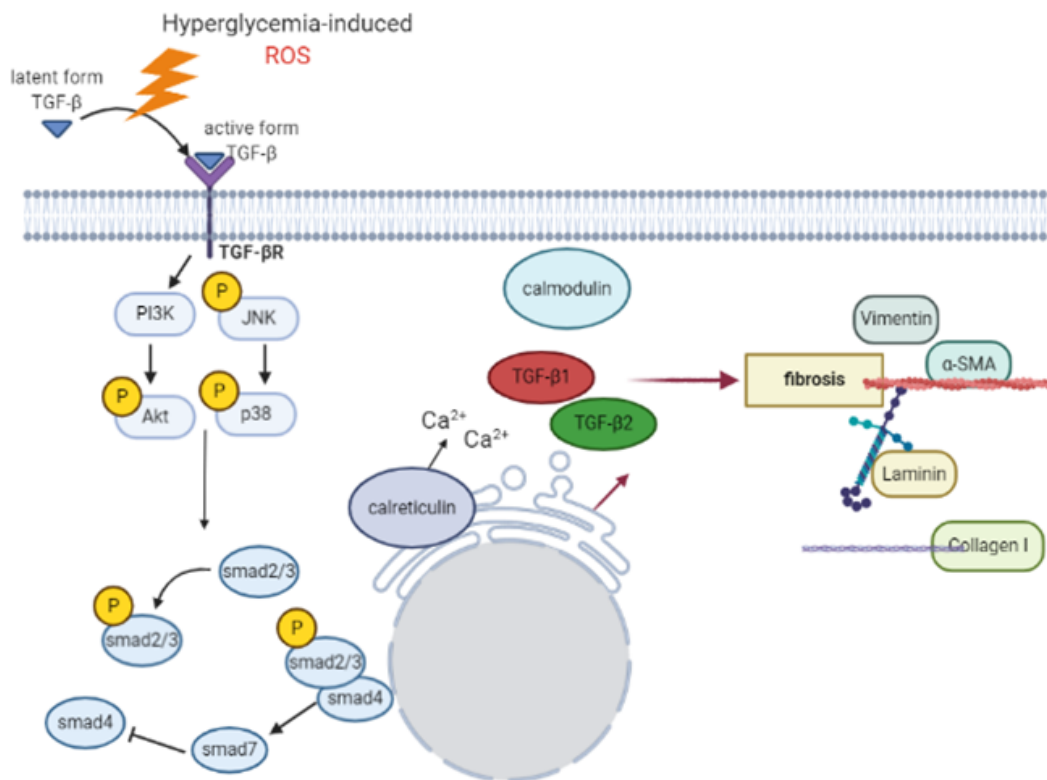 Hyperglycemia-induced
ROS
latent form
TGF-β
active form
TGF-β
TGF-βR
PI3K
P
JNK
P
Akt
P
p38
calmodulin
TGF-β1
TGF-β2
Ca2+
Ca2+
calreticulin
fibrosis
Vimentin
α-SMA
Laminin
Collagen I
smad2/3
P
smad2/3
P
smad2/3
smad4
smad4
smad7